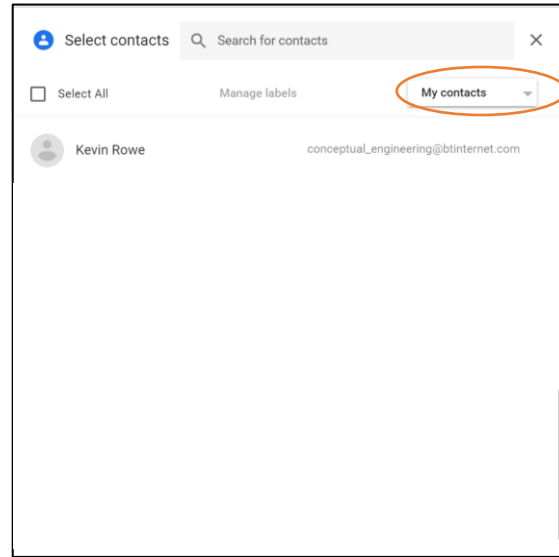 Select contacts Search for contacts
Select All Manage labels My contacts
Kevin Rowe conceptual_engineering@btinternet.com